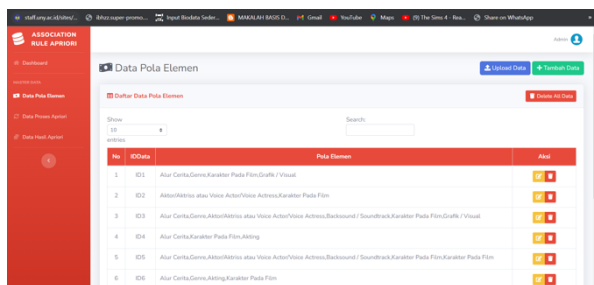 staff.uny.ac.id/sites/... ibhzz:super-promo... Input Biodata Seder... MAKALAH BASIS D... Gmail YouTube Maps (9) The Sims 4 - Rea... Share on WhatsApp
ASSOCIATION
RULE APRIORI
Admin
Dashboard
MASTER DATA
Data Pola Elemen
Data Proses Apriori
Data Hasil Apriori
Data Pola Elemen
Upload Data
+ Tambah Data
Daftar Data Pola Elemen
Delete All Data
Show
10
entries
Search:
No IDData Pola Elemen Aksi
1 ID1 Alur Cerita,Genre,Karakter Pada Film,Grafik / Visual
2 ID2 Aktor/Aktriss atau Voice Actor/Voice Actress,Karakter Pada Film
3 ID3 Alur Cerita,Genre,Aktor/Aktriss atau Voice Actor/Voice Actress,Backsound / Soundtrack,Karakter Pada Film,Grafik / Visual
4 ID4 Alur Cerita,Karakter Pada Film,Akting
5 ID5 Alur Cerita,Genre,Aktor/Aktriss atau Voice Actor/Voice Actress,Backsound / Soundtrack,Karakter Pada Film,Karakter Pada Film
6 ID6 Alur Cerita,Genre,Akting,Karakter Pada Film